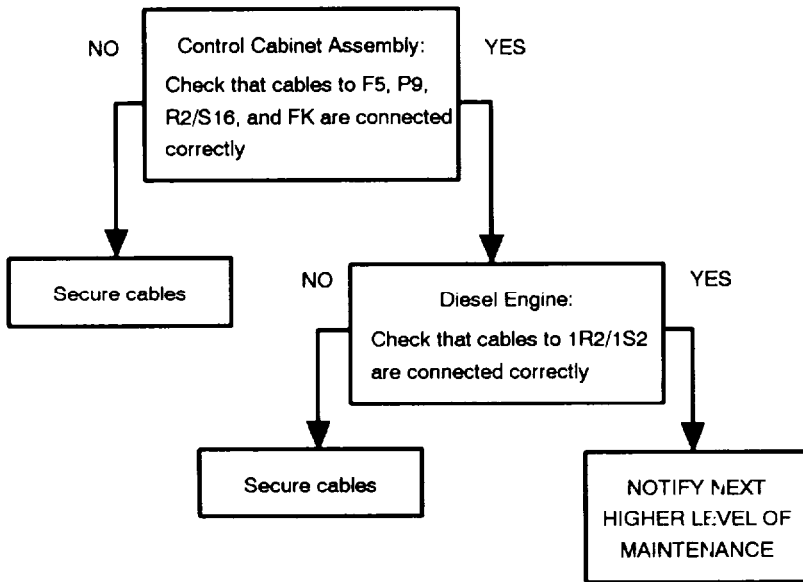 NO
Control Cabinet Assembly:
YES
Check that cables to F5, P9,
R2/S16, and FK are connected
correctly
Secure cables
NO
Diesel Engine:
YES
Check that cables to 1R2/1S2
are connected correctly
Secure cables
NOTIFY NEXT
HIGHER LEVEL OF
MAINTENANCE